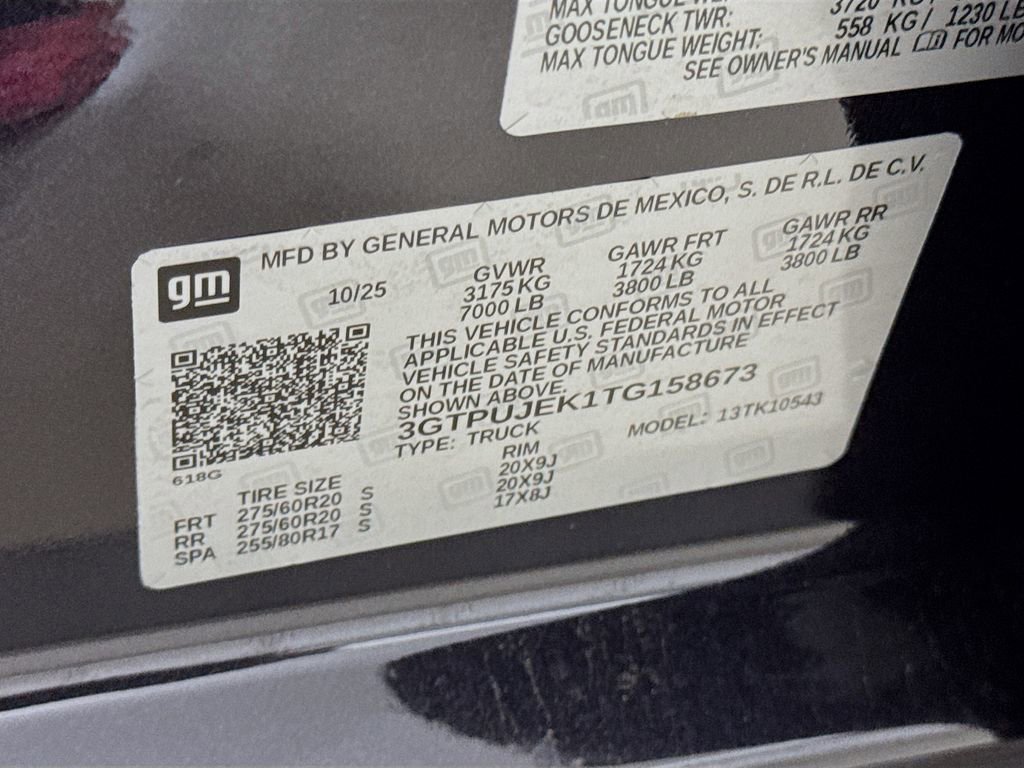 MAX TONGUE
GOOSENECK TWR:
558 KG / 1230 LB
MAX TONGUE WEIGHT:
SEE OWNER'S MANUAL FOR
gm
MFD BY GENERAL MOTORS DE MEXICO, S. DE R.L. DE C.V.
10/25
GVWR
3175 KG
7000 LB
GAWR FRT
1724 KG
3800 LB
GAWR RR
1724 KG
3800 LB
THIS VEHICLE CONFORMS TO ALL
APPLICABLE U.S. FEDERAL MOTOR
VEHICLE SAFETY STANDARDS IN EFFECT
ON THE DATE OF MANUFACTURE
SHOWN ABOVE.
3GTPUJEK1TG158673
TYPE: TRUCK
MODEL: 13TK10543
618G
TIRE SIZE
RIM
FRT 275/60R20 S 20X9J
RR 275/60R20 S 20X9J
SPA 255/80R17 S 17X8J